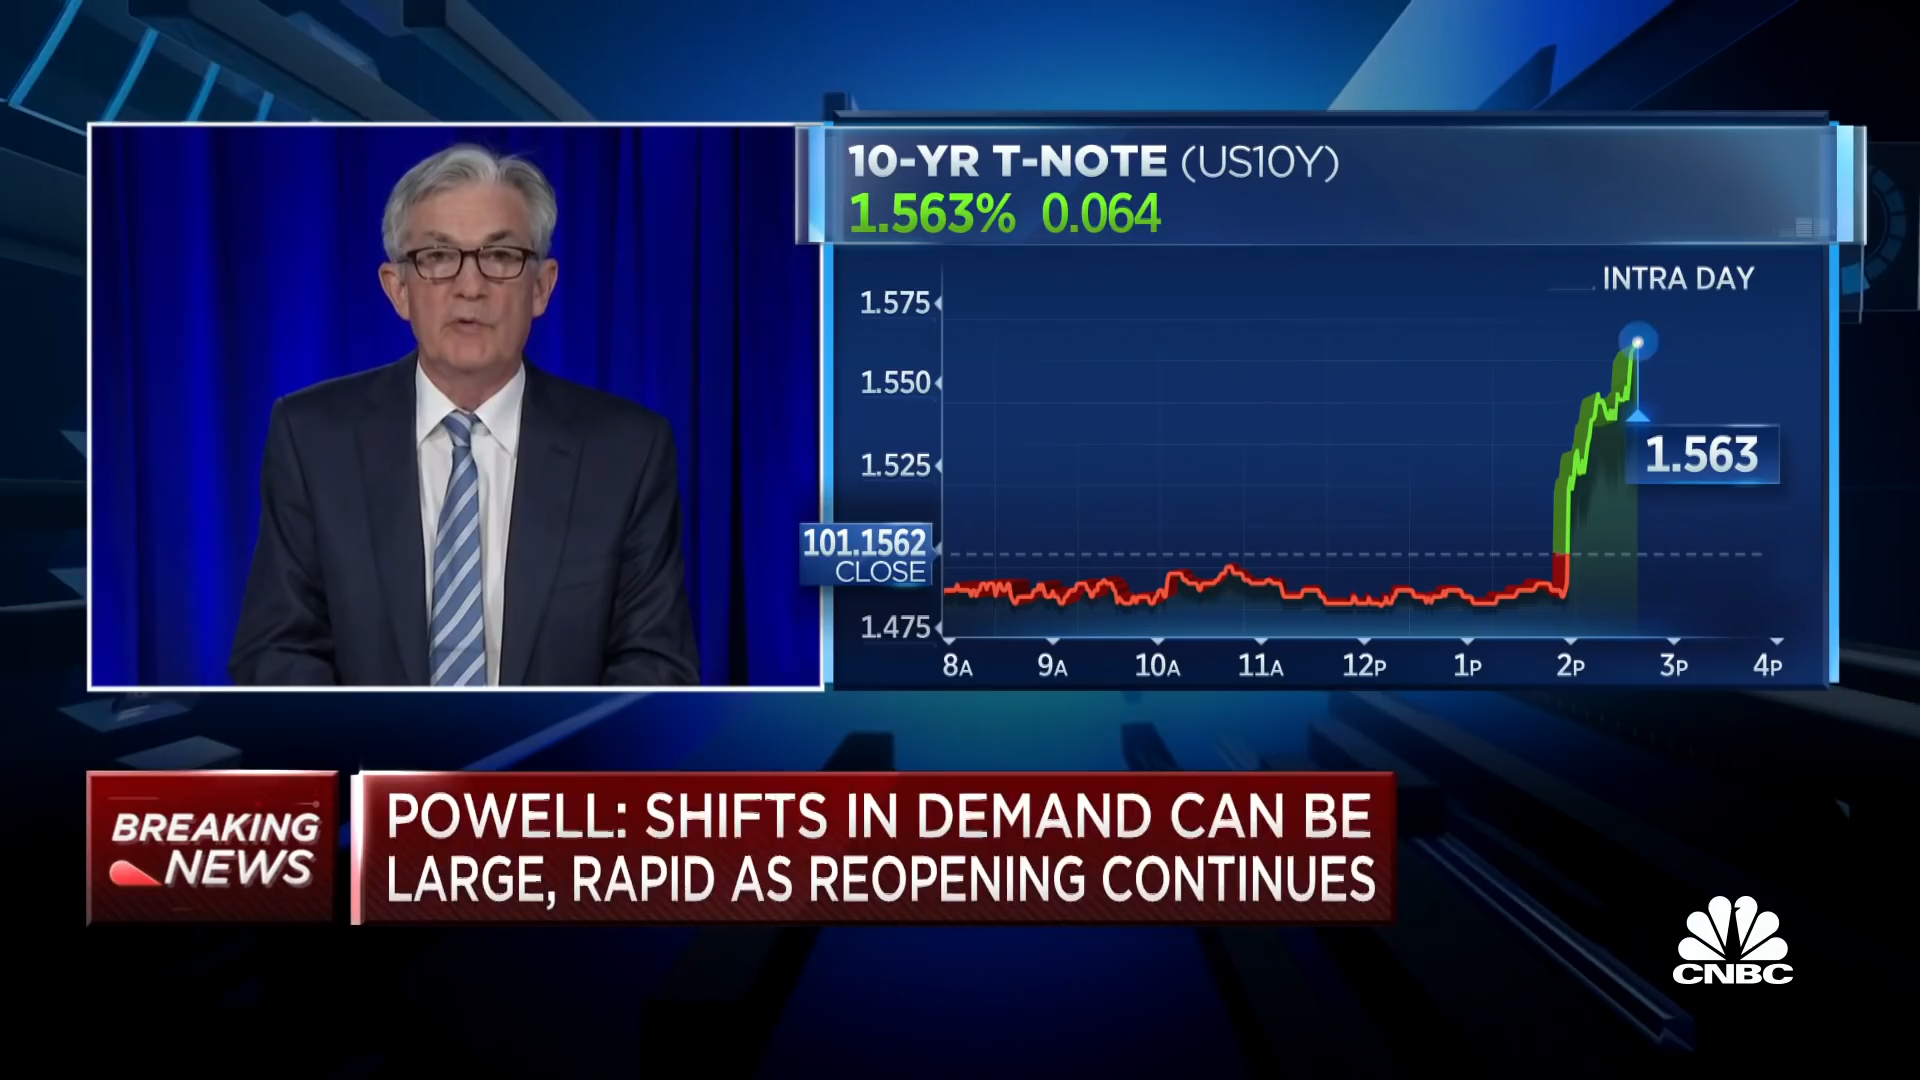 10-YR T-NOTE (US10Y)
1.563% 0.064
INTRA DAY
1.575
1.550
1.525
1.563
101.1562
CLOSE
1.475
8A 9A 10A 11A 12P 1P 2P 3P 4P
BREAKING
NEWS
POWELL: SHIFTS IN DEMAND CAN BE
LARGE, RAPID AS REOPENING CONTINUES
CNBC